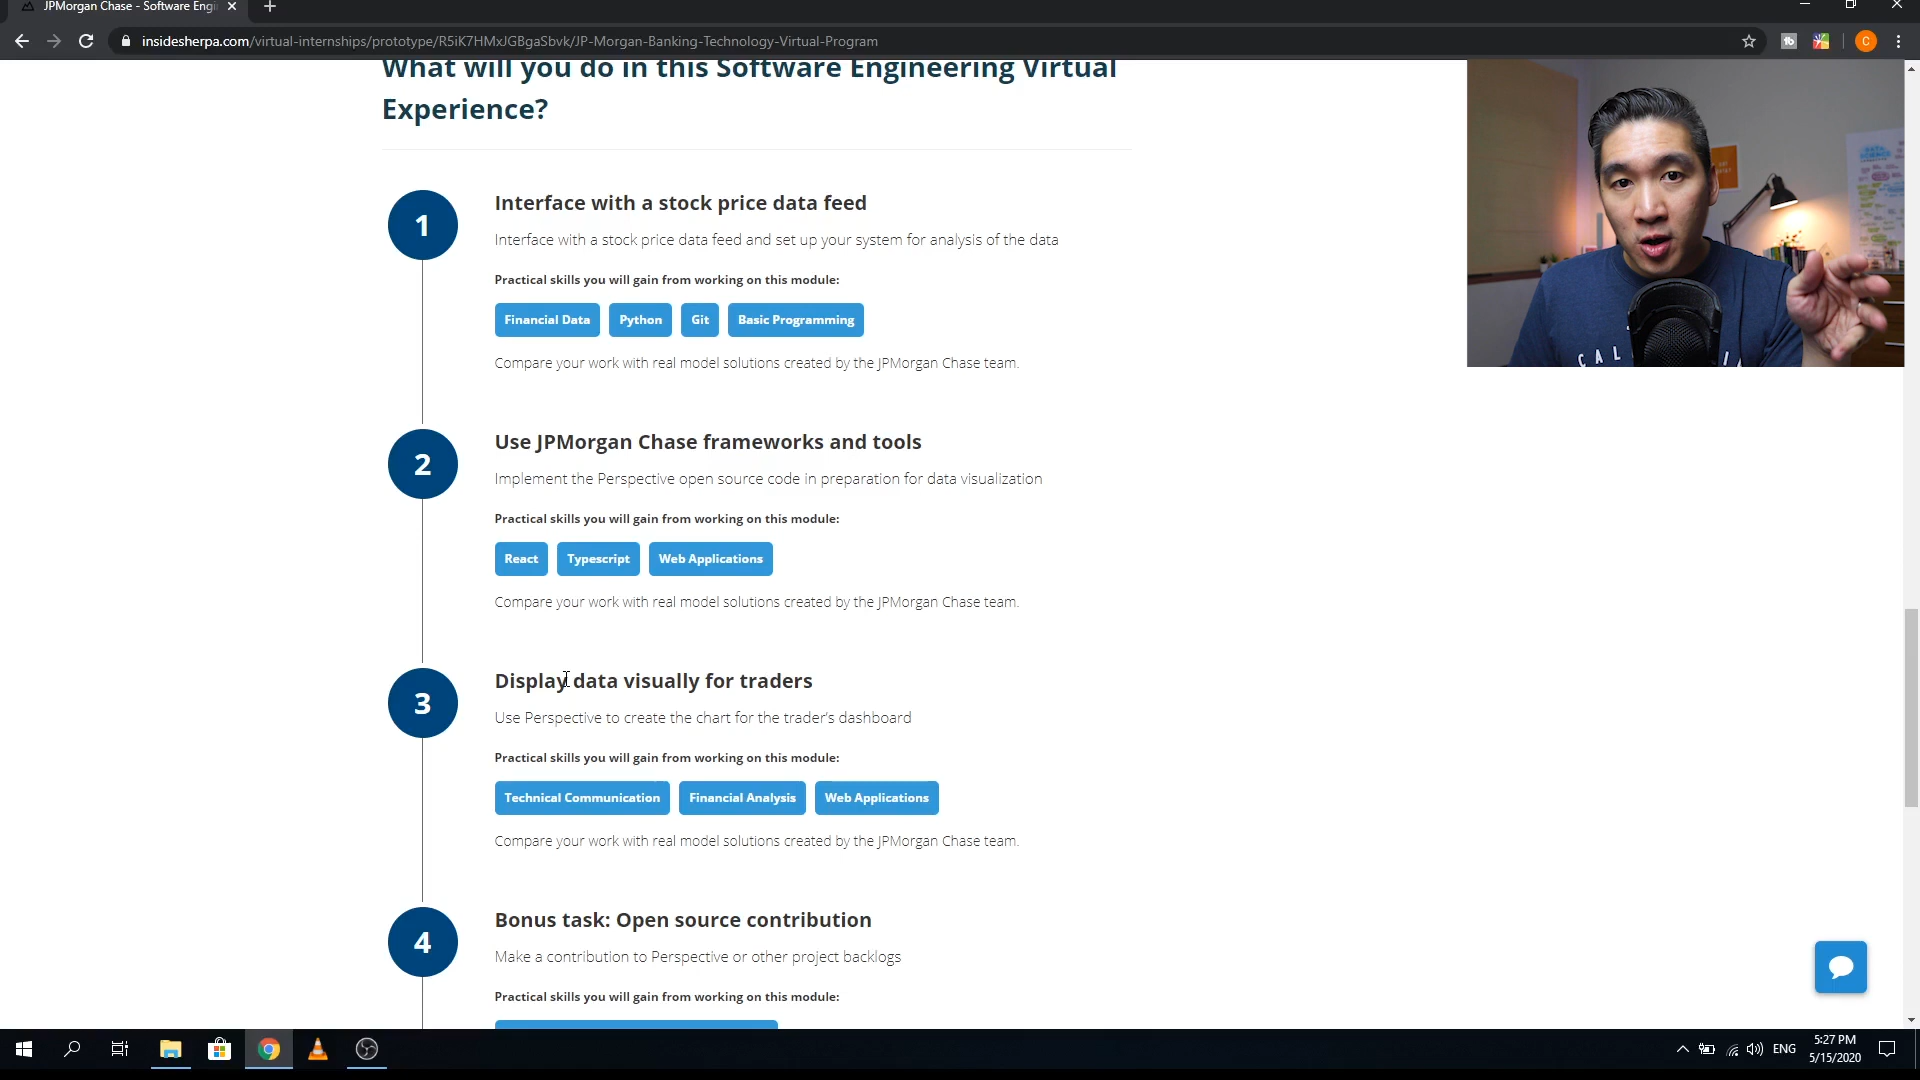 JPMorgan Chase - Software Engi
insidesherpa.com/virtual-internships/prototype/R5iK7HMxJGBgaSbvk/JP-Morgan-Banking-Technology-Virtual-Program
C
What will you do in this Software Engineering Virtual
Experience?
1
Interface with a stock price data feed
Interface with a stock price data feed and set up your system for analysis of the data
Practical skills you will gain from working on this module:
Financial Data Python Git Basic Programming
Compare your work with real model solutions created by the JPMorgan Chase team.
2
Use JPMorgan Chase frameworks and tools
Implement the Perspective open source code in preparation for data visualization
Practical skills you will gain from working on this module:
React Typescript Web Applications
Compare your work with real model solutions created by the JPMorgan Chase team.
3
Display data visually for traders
Use Perspective to create the chart for the trader's dashboard
Practical skills you will gain from working on this module:
Technical Communication Financial Analysis Web Applications
Compare your work with real model solutions created by the JPMorgan Chase team.
4
Bonus task: Open source contribution
Make a contribution to Perspective or other project backlogs
Practical skills you will gain from working on this module:
ENG
5:27 PM
5/15/2020